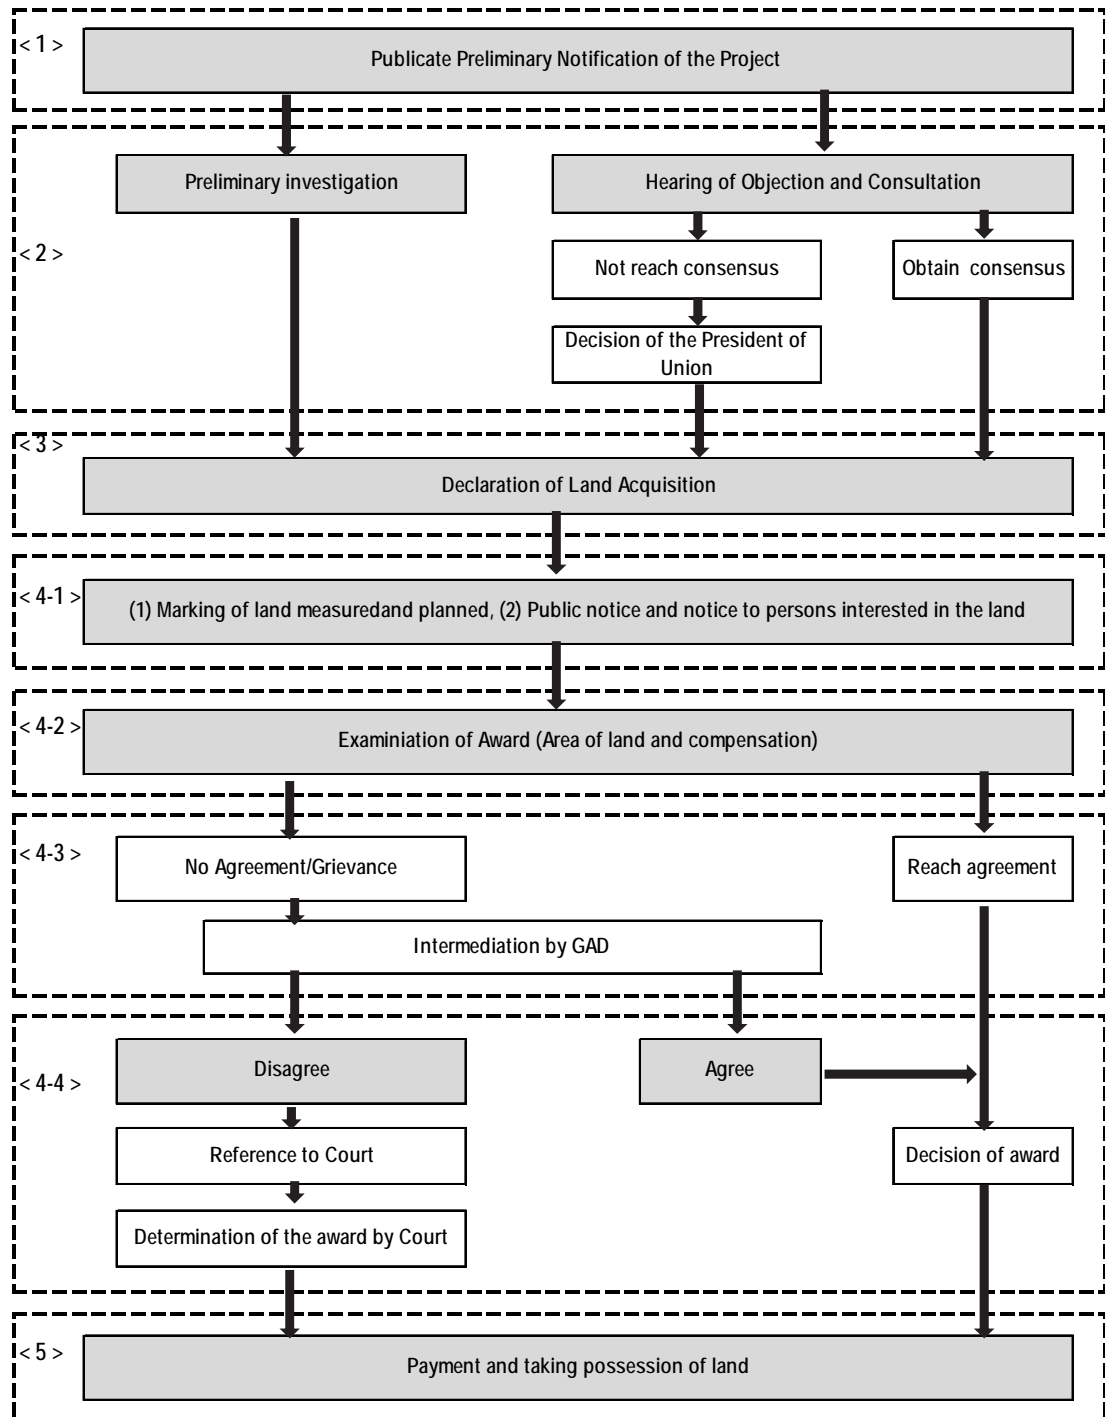 < 1 >
Publicate Preliminary Notification of the Project
Preliminary investigation
Hearing of Objection and Consultation
< 2 >
Not reach consensus
Obtain consensus
Decision of the President of
Union
< 3 >
Declaration of Land Acquisition
< 4-1 >
(1) Marking of land measuredand planned, (2) Public notice and notice to persons interested in the land
< 4-2 >
Examiniation of Award (Area of land and compensation)
< 4-3 >
No Agreement/Grievance
Reach agreement
Intermediation by GAD
< 4-4 >
Disagree
Agree
Reference to Court
Decision of award
Determination of the award by Court
< 5 >
Payment and taking possession of land